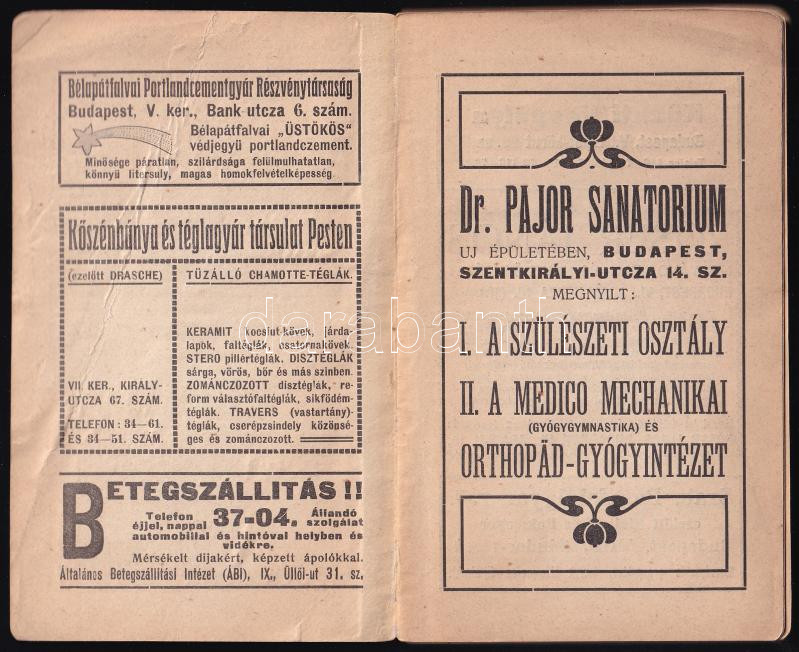 Bélapátfalvai Portlandcementgyár Részvénytársaság
Budapest, V. ker., Bank utcza 6. szám.
Bélapátfalvai „ÜSTÖKÖS“
védjegyü portlandczement.
Minősége páratlan, szilárdsága felülmulhatatlan,
könnyü litersuly, magas homokfelvételképesség.
Kőszénbánya és téglagyár társulat Pesten
(ezelőtt DRASCHE)
VII. KER., KIRÁLY-
UTCZA 67. SZÁM.
TELEFON: 34—61.
ÉS 34—51. SZÁM.
TŰZÁLLÓ CHAMOTTE-TÉGLÁK.
KERAMIT kocsiut-kövek, járda-
lapok, faltéglák, csatornakövek.
STERO pillértéglák. DISZTÉGLÁK
sárga, vörös, bőr és más szinben.
ZOMÁNCZOZOTT disztéglák, re-
form választófaltéglák, sikfödém-
téglák. TRAVERS (vastartány)-
téglák, cserépzsindely közönsé-
ges és zománczozott.
BETEGSZÁLLITÁS!!
Telefon éjjel, nappal 37-04. Állandó szolgálat
automobillal és hintóval helyben és
vidékre.
Mérsékelt dijakért, képzett ápolókkal.
Általános Betegszállitási Intézet (ÁBI), IX., Üllői-ut 31. sz.
Dr. PAJOR SANATORIUM
UJ ÉPÜLETÉBEN, BUDAPEST,
SZENTKIRÁLYI-UTCZA 14. SZ.
MEGNYILT:
I. A SZÜLÉSZETI OSZTÁLY
II. A MEDICO MECHANIKAI
(GYÓGYGYMNASTIKA) ÉS
ORTHOPÄD-GYÓGYINTÉZET
darabanth